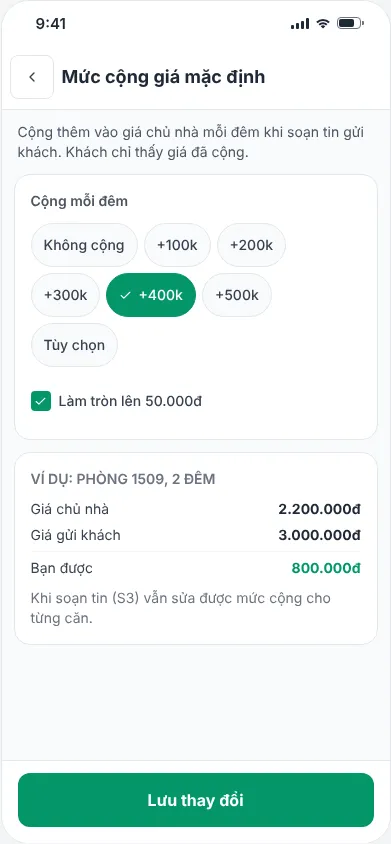 9:41
Mức cộng giá mặc định
Cộng thêm vào giá chủ nhà mỗi đêm khi soạn tin gửi
khách. Khách chỉ thấy giá đã cộng.
Cộng mỗi đêm
Không cộng +100k +200k
+300k +400k +500k
Tùy chọn
Làm tròn lên 50.000đ
VÍ DỤ: PHÒNG 1509, 2 ĐÊM
Giá chủ nhà 2.200.000đ
Giá gửi khách 3.000.000đ
Bạn được 800.000đ
Khi soạn tin (S3) vẫn sửa được mức cộng cho
từng căn.
Lưu thay đổi